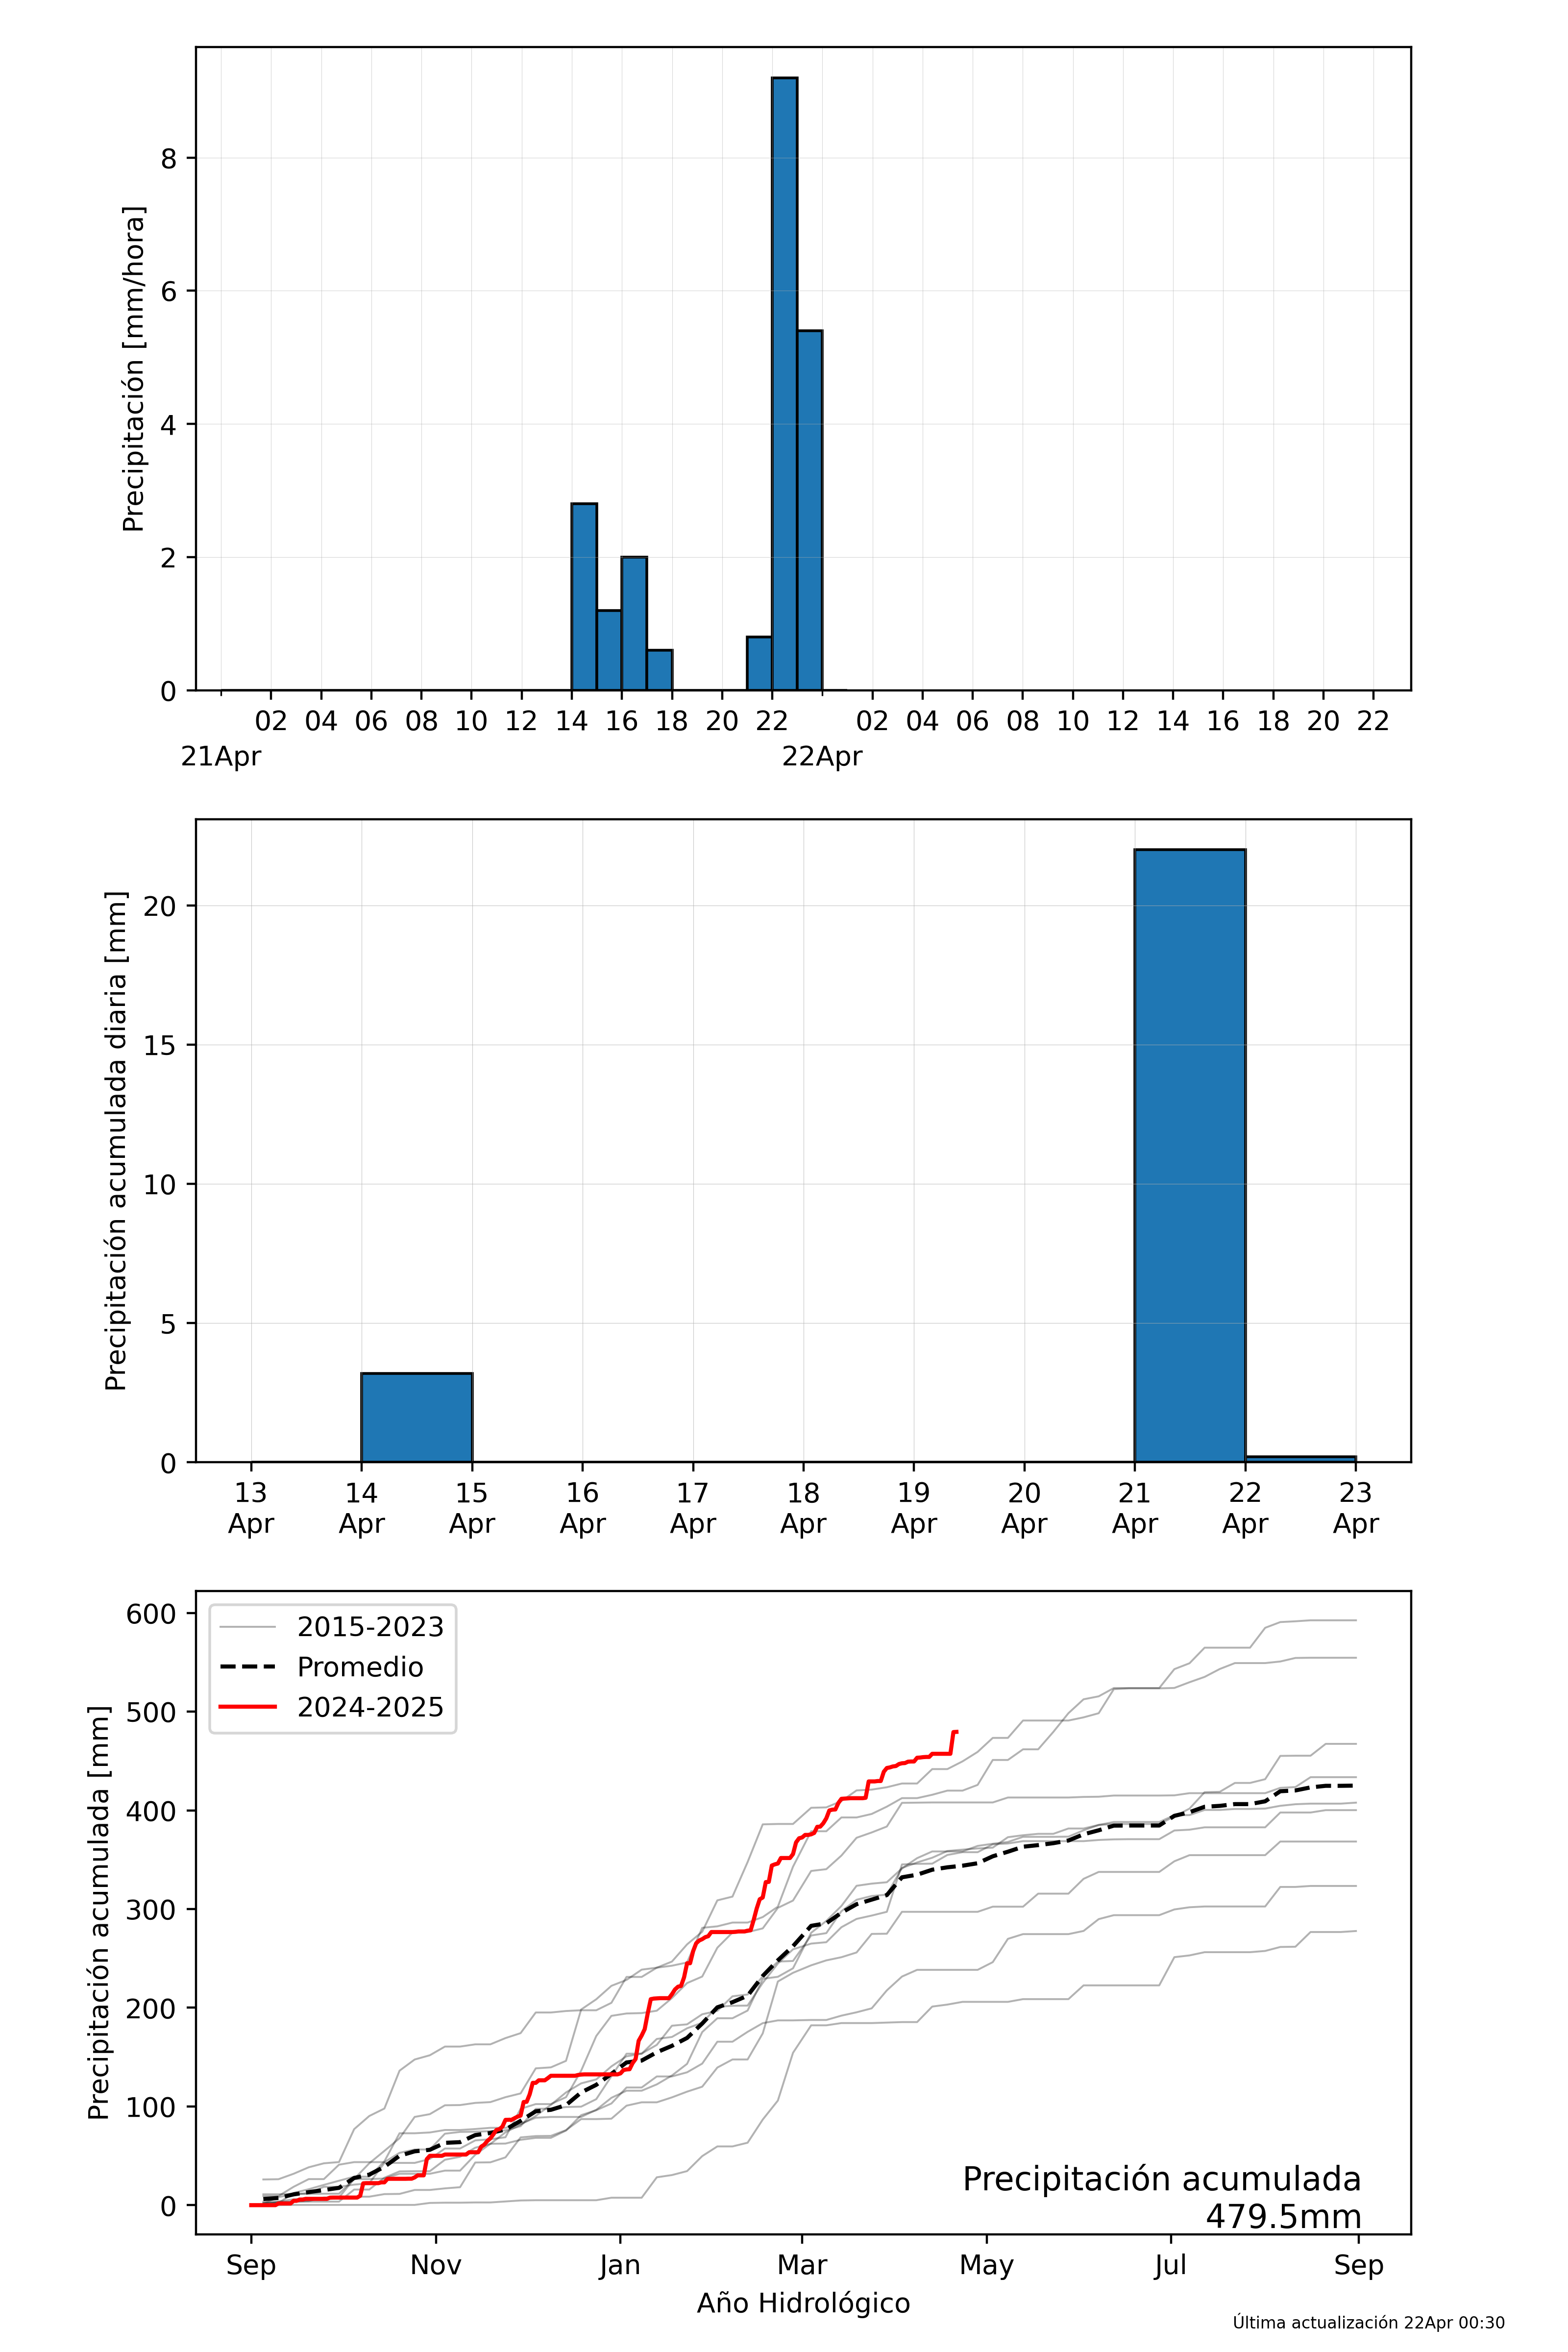 Precipitación [mm/hora]
8
6
4
2
0
02 04 06 08 10 12 14 16 18 20 22 02 04 06 08 10 12 14 16 18 20 22
21Apr 22Apr
Precipitación acumulada diaria [mm]
20
15
10
5
0
13 14 15 16 17 18 19 20 21 22 23
Apr Apr Apr Apr Apr Apr Apr Apr Apr Apr Apr
Precipitación acumulada [mm]
600
500
400
300
200
100
0
2015-2023
Promedio
2024-2025
Precipitación acumulada
479.5mm
Sep Nov Jan Mar May Jul Sep
Año Hidrológico
Última actualización 22Apr 00:30